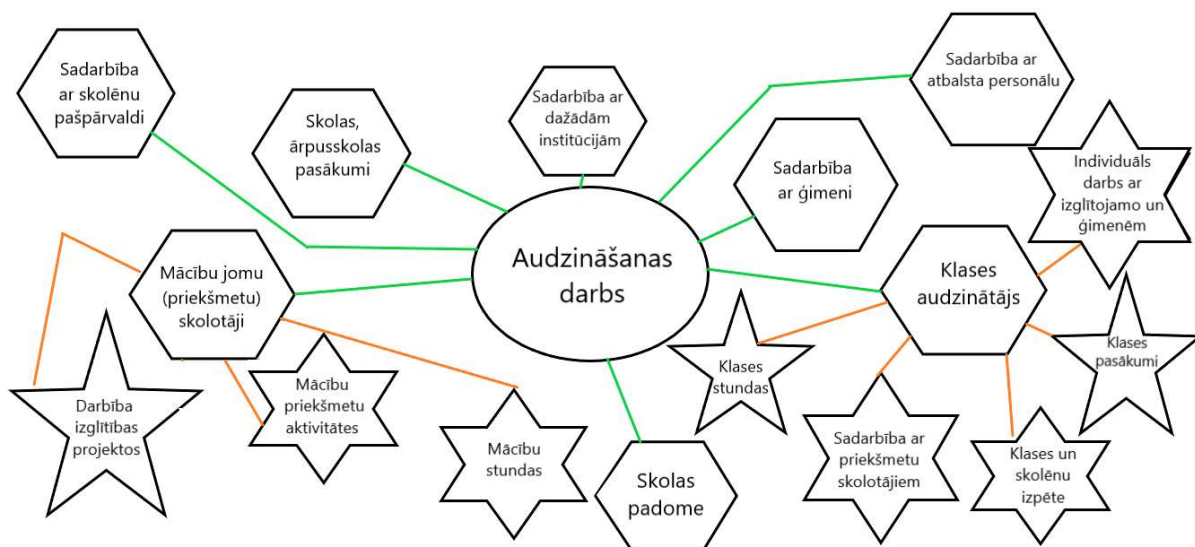 Sadarbība
ar skolēnu
pašpārvaldi
Skolas,
ārpusskolas
pasākumi
Sadarbība ar
dažādām
institūcijām
Sadarbība ar
atbalsta personālu
Sadarbība
ar ģimeni
Individuāls
darbs ar
izglītojamo un
ģimenēm
Mācību jomu
(priekšmetu)
skolotāji
Audzināšanas
darbs
Klases
audzinātājs
Darbība
izglītības
projektos
Mācību
priekšmetu
aktivitātes
Mācību
stundas
Skolas
padome
Klases
stundas
Sadarbība ar
priekšmetu
skolotājiem
Klases un
skolēnu
izpēte
Klases
pasākumi